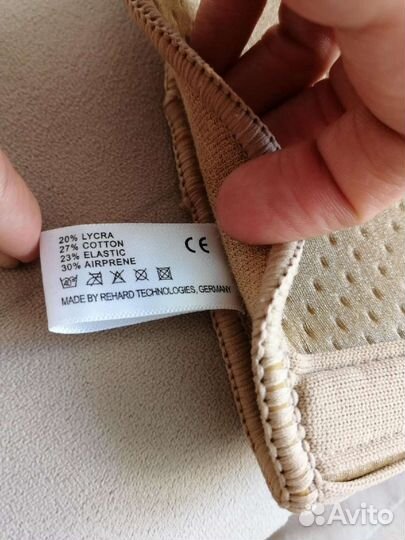 20% LYCRA
27% COTTON
23% ELASTIC
30% AIRPRENE
CE
MADE BY REHARD TECHNOLOGIES, GERMANY
Avito